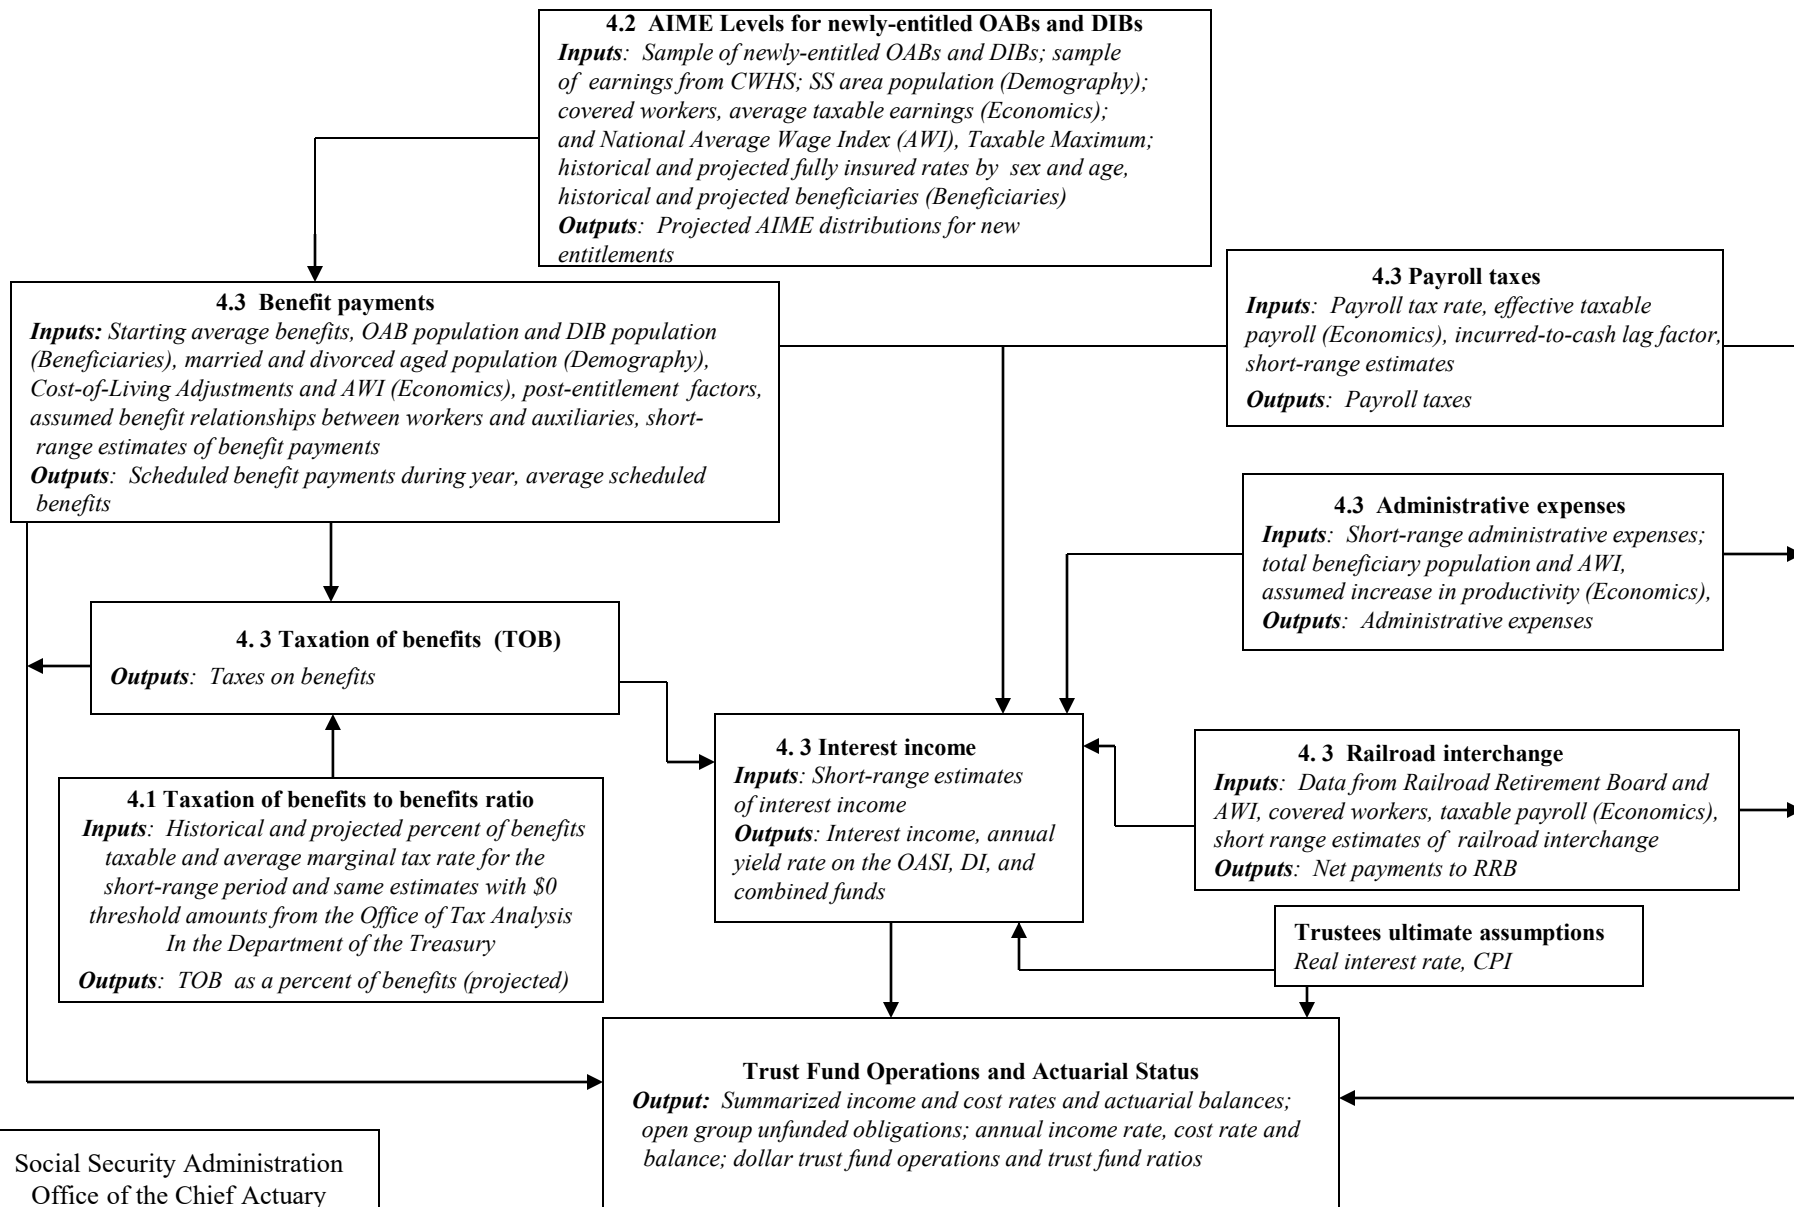 4.2 AIME Levels for newly-entitled OABs and DIBs
Inputs: Sample of newly-entitled OABs and DIBs; sample
of earnings from CWHS; SS area population (Demography);
covered workers, average taxable earnings (Economics);
and National Average Wage Index (AWI), Taxable Maximum;
historical and projected fully insured rates by sex and age,
historical and projected beneficiaries (Beneficiaries)
Outputs: Projected AIME distributions for new
entitlements
4.3 Benefit payments
Inputs: Starting average benefits, OAB population and DIB population
(Beneficiaries), married and divorced aged population (Demography),
Cost-of-Living Adjustments and AWI (Economics), post-entitlement factors,
assumed benefit relationships between workers and auxiliaries, short-
range estimates of benefit payments
Outputs: Scheduled benefit payments during year, average scheduled
benefits
4.3 Payroll taxes
Inputs: Payroll tax rate, effective taxable
payroll (Economics), incurred-to-cash lag factor,
short-range estimates
Outputs: Payroll taxes
4.3 Administrative expenses
Inputs: Short-range administrative expenses;
total beneficiary population and AWI,
assumed increase in productivity (Economics),
Outputs: Administrative expenses
4. 3 Taxation of benefits (TOB)
Outputs: Taxes on benefits
4. 3 Interest income
Inputs: Short-range estimates
of interest income
Outputs: Interest income, annual
yield rate on the OASI, DI, and
combined funds
4. 3 Railroad interchange
Inputs: Data from Railroad Retirement Board and
AWI, covered workers, taxable payroll (Economics),
short range estimates of railroad interchange
Outputs: Net payments to RRB
4.1 Taxation of benefits to benefits ratio
Inputs: Historical and projected percent of benefits
taxable and average marginal tax rate for the
short-range period and same estimates with $0
threshold amounts from the Office of Tax Analysis
In the Department of the Treasury
Outputs: TOB as a percent of benefits (projected)
Trustees ultimate assumptions
Real interest rate, CPI
Trust Fund Operations and Actuarial Status
Output: Summarized income and cost rates and actuarial balances;
open group unfunded obligations; annual income rate, cost rate and
balance; dollar trust fund operations and trust fund ratios
Social Security Administration
Office of the Chief Actuary